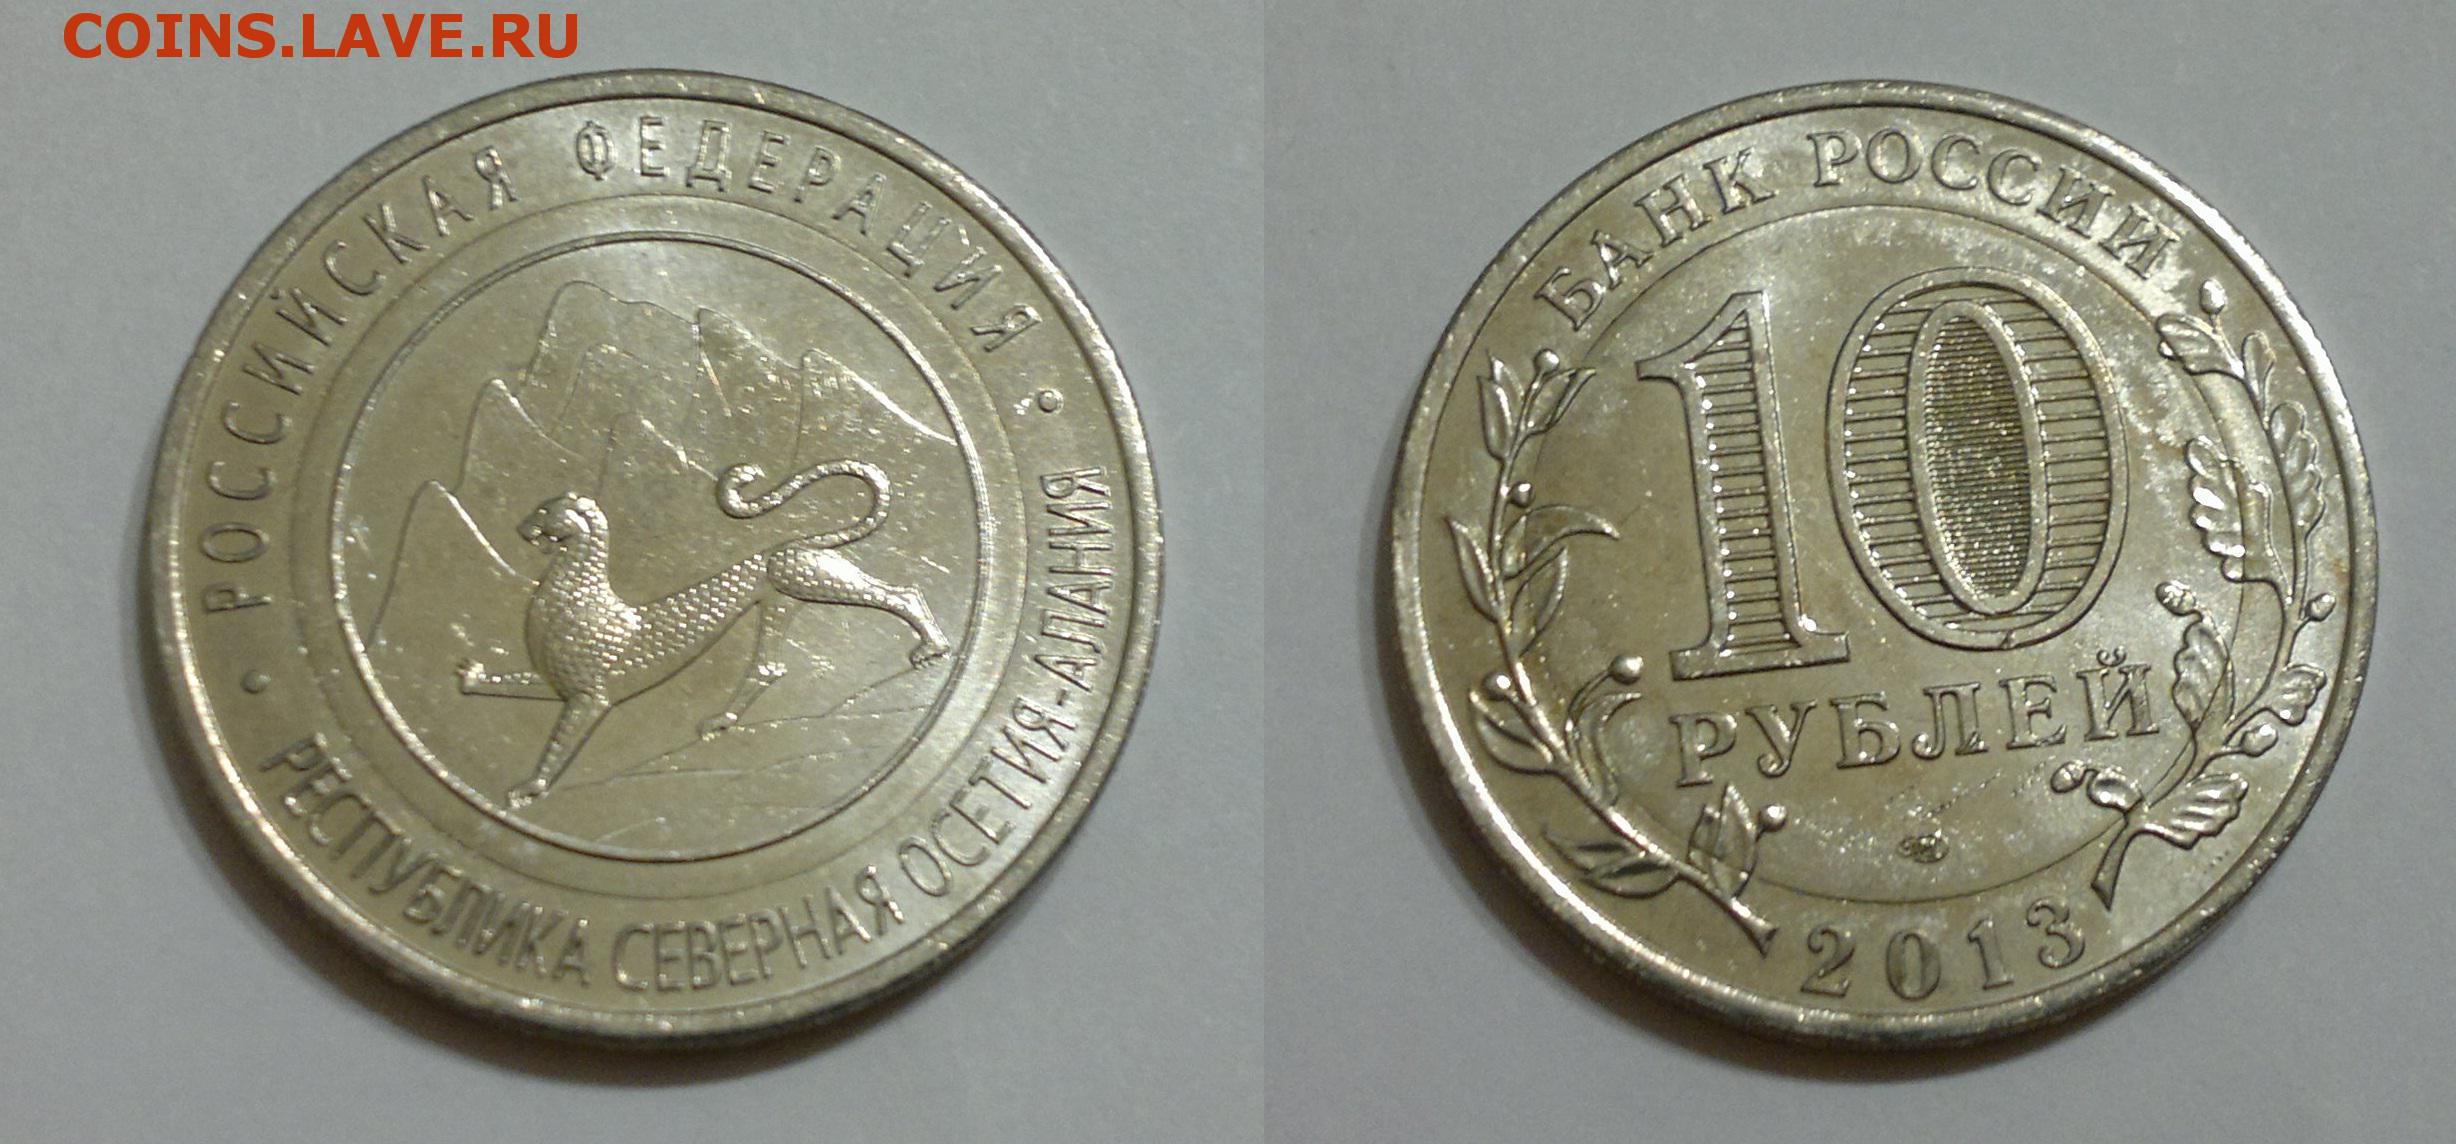 COINS.LAVE.RU
• РОССИЙСКАЯ ФЕДЕРАЦИЯ •
РЕСПУБЛИКА СЕВЕРНАЯ ОСЕТИЯ-АЛАНИЯ
БАНК РОССИИ
10
РУБЛЕЙ
2013